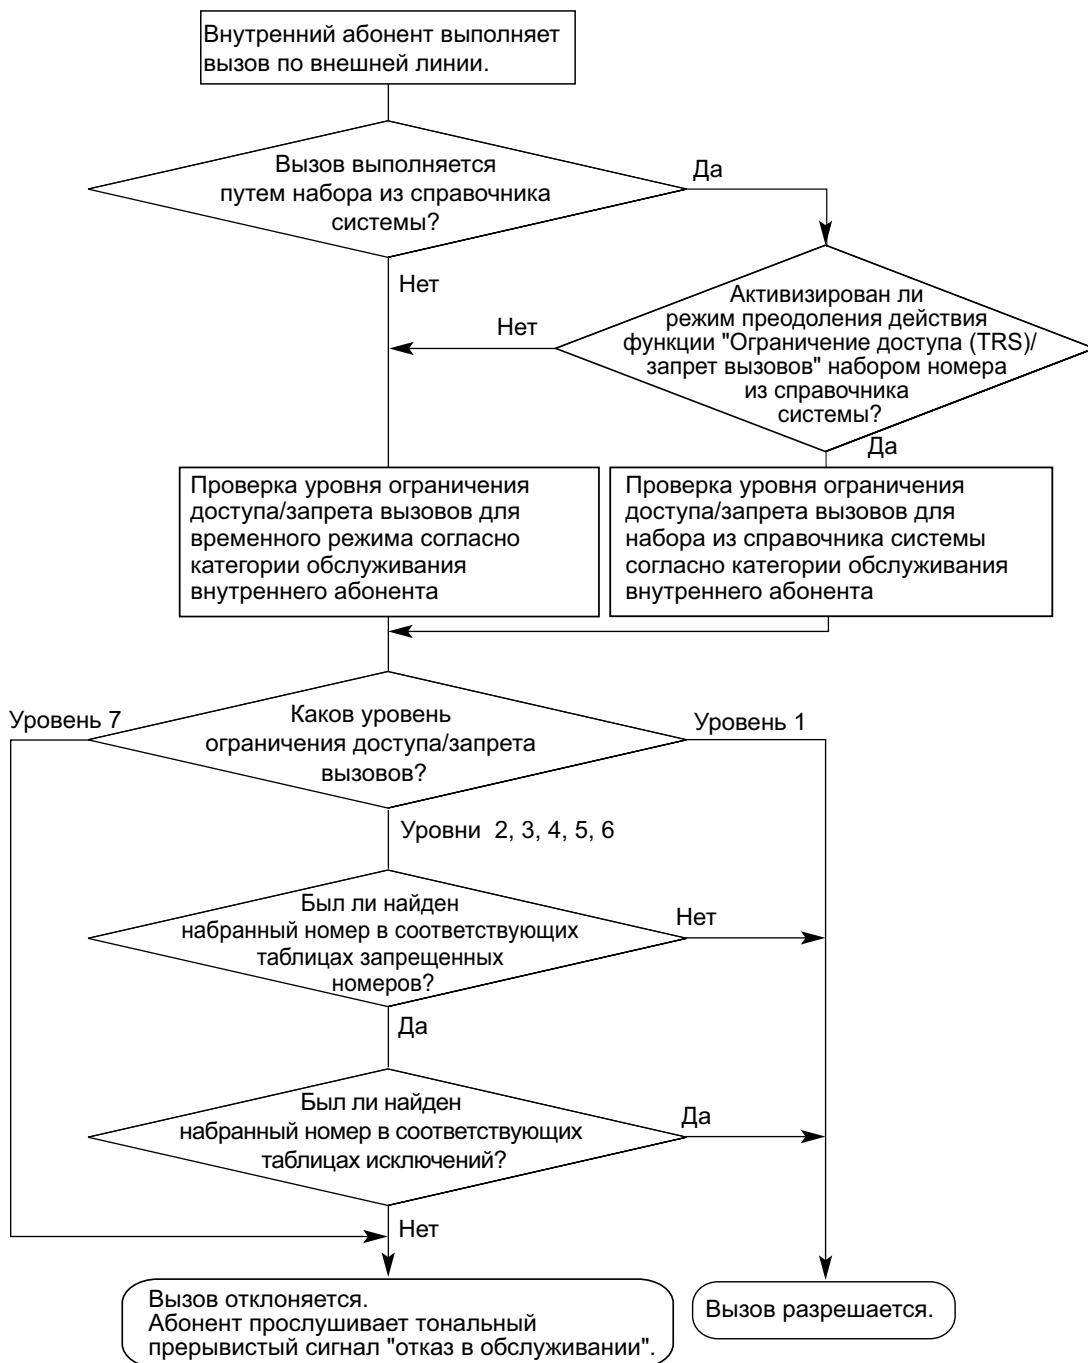 Внутренний абонент выполняет
вызов по внешней линии.
Вызов выполняется
путем набора из справочника
системы?
Да
Нет
Активизирован ли
режим преодоления действия
функции "Ограничение доступа (TRS)/
запрет вызовов" набором номера
из справочника
системы?
Нет
Да
Проверка уровня ограничения
доступа/запрета вызовов для
временного режима согласно
категории обслуживания
внутреннего абонента
Проверка уровня ограничения
доступа/запрета вызовов для
набора из справочника системы
согласно категории обслуживания
внутреннего абонента
Уровень 7
Каков уровень
ограничения доступа/запрета
вызовов?
Уровень 1
Уровни 2, 3, 4, 5, 6
Был ли найден
набранный номер в соответствующих
таблицах запрещенных
номеров?
Нет
Да
Был ли найден
набранный номер в соответствующих
таблицах исключений?
Да
Нет
Вызов отклоняется.
Абонент прослушивает тональный
прерывистый сигнал "отказ в обслуживании".
Вызов разрешается.